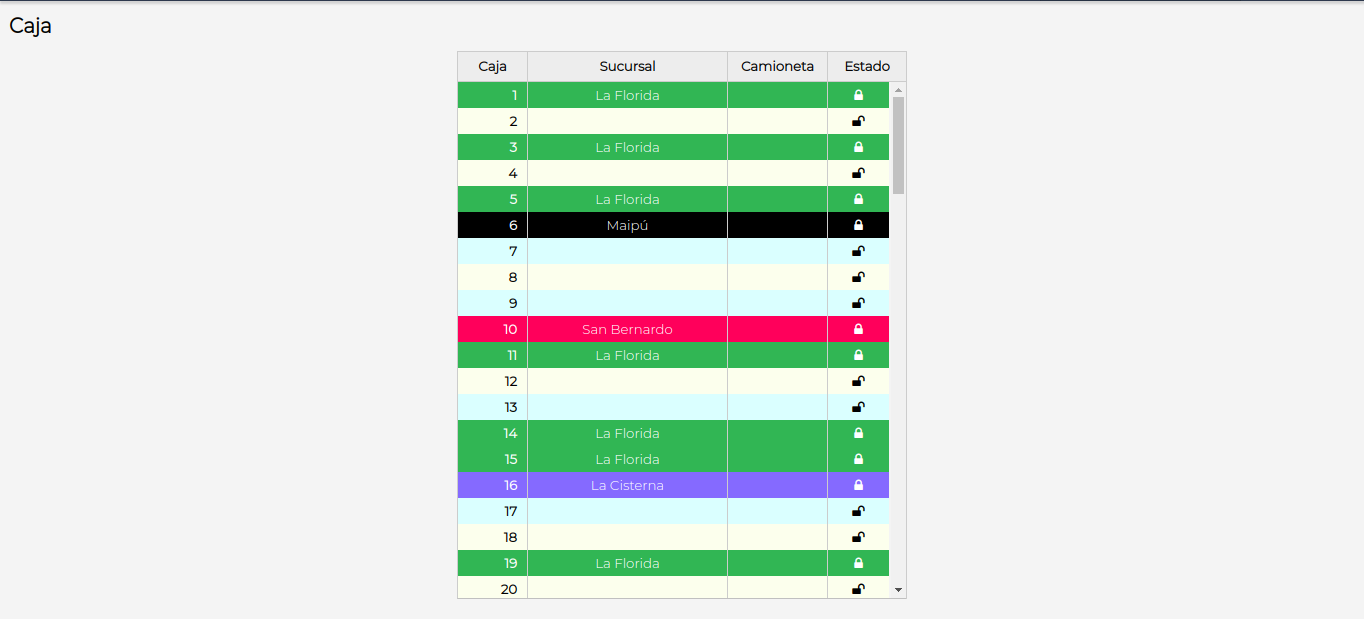 Caja
Caja Sucursal Camioneta Estado
1 La Florida
2
3 La Florida
4
5 La Florida
6 Maipú
7
8
9
10 San Bernardo
11 La Florida
12
13
14 La Florida
15 La Florida
16 La Cisterna
17
18
19 La Florida
20